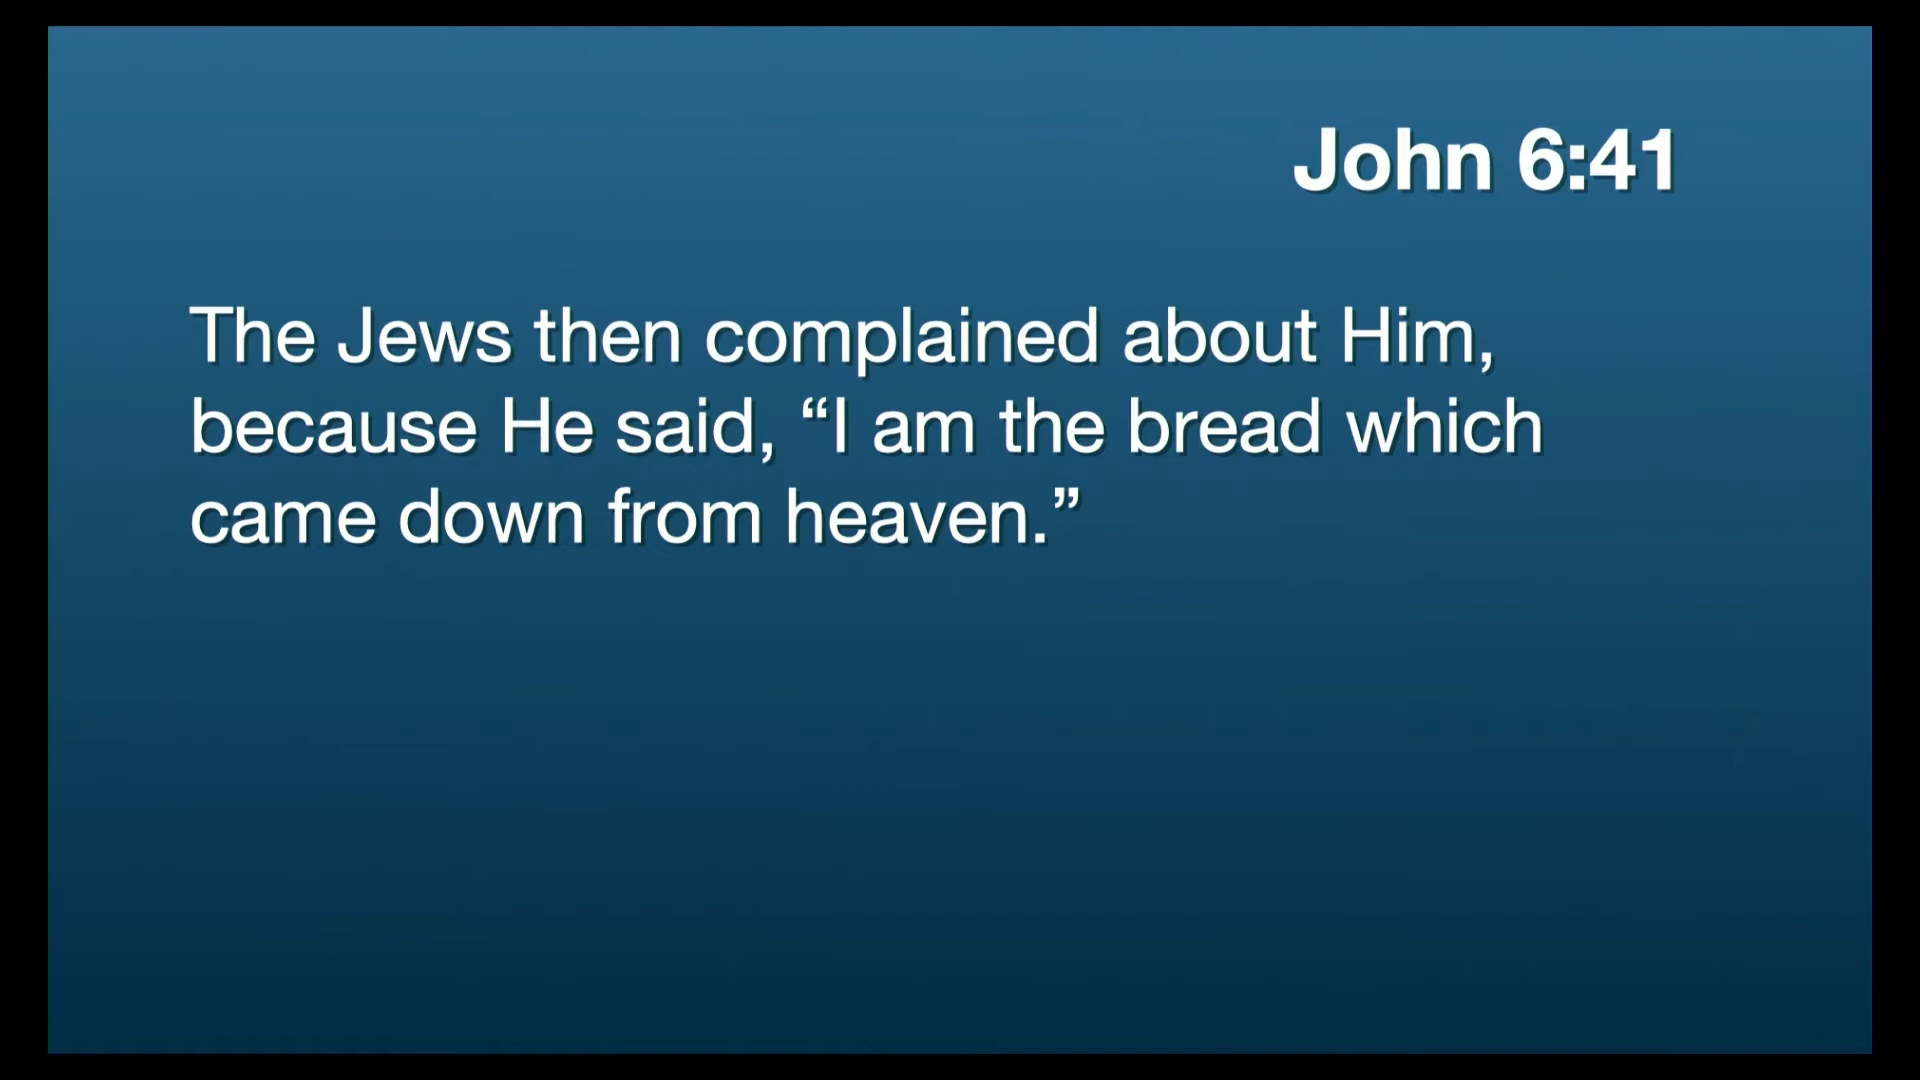 John 6:41
The Jews then complained about Him,
because He said, “I am the bread which
came down from heaven.”